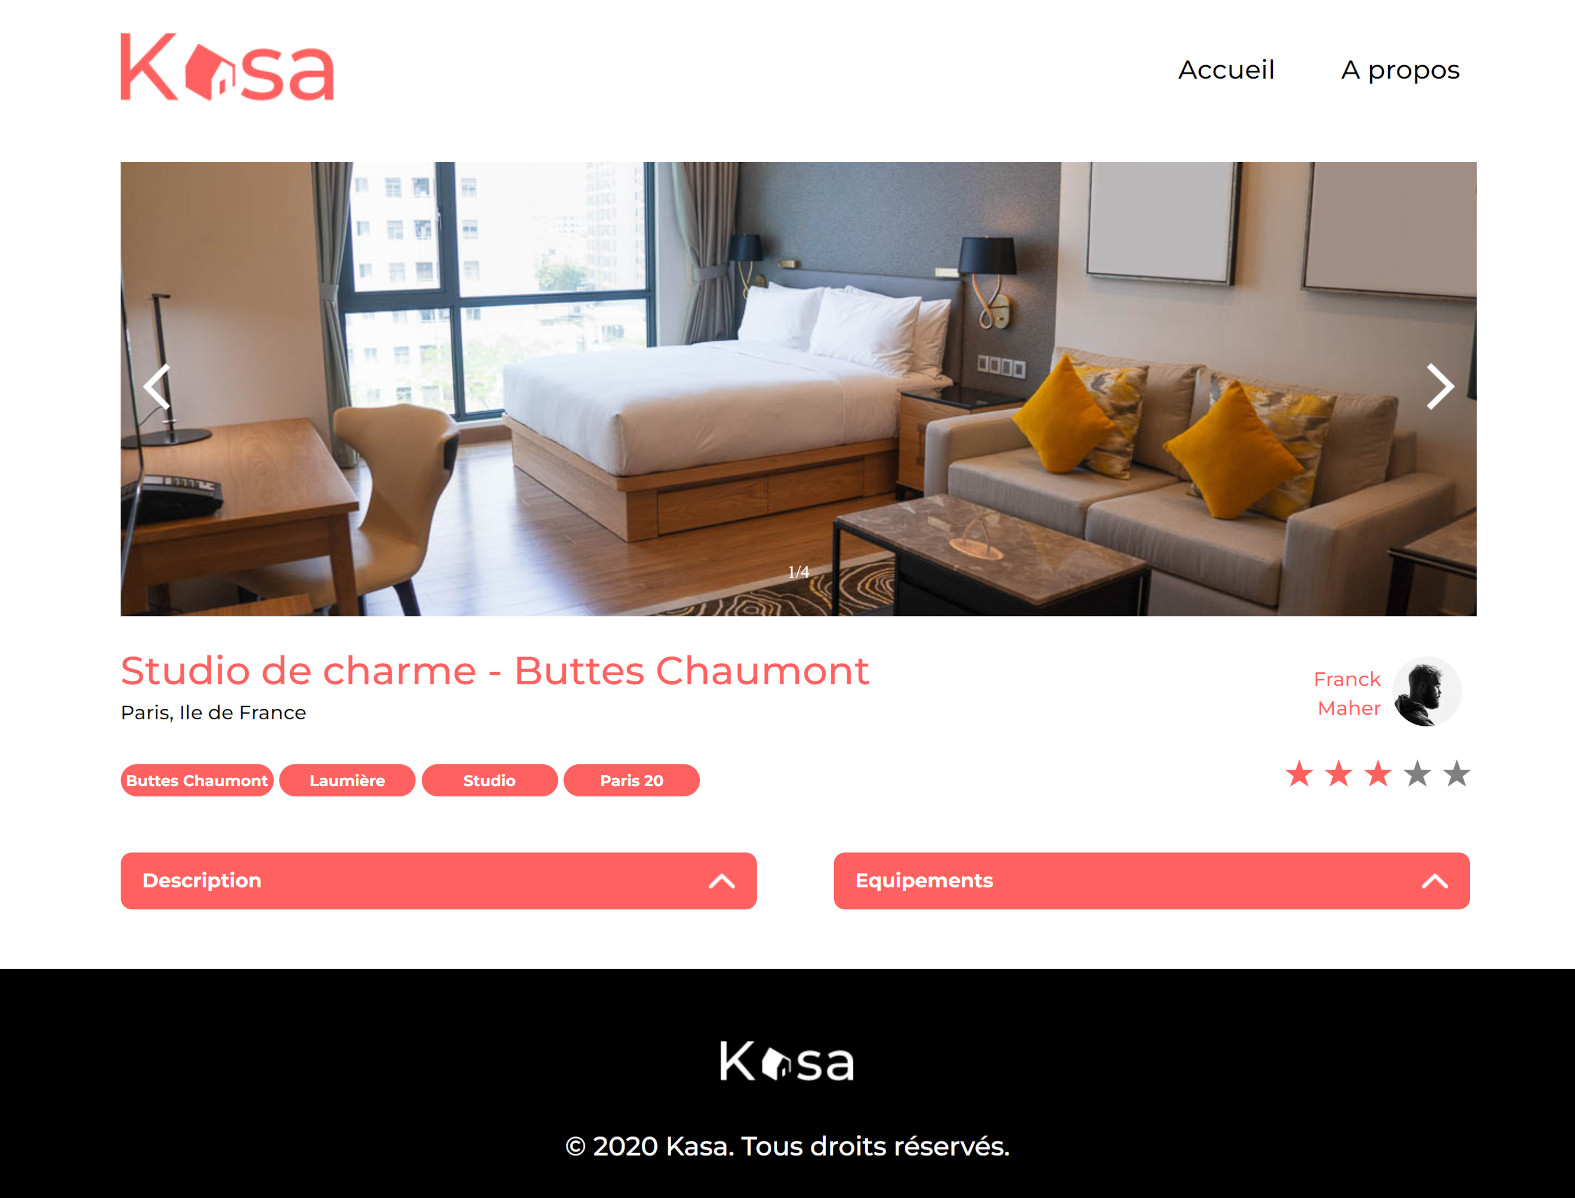 Kasa
Accueil A propos
1/4
Studio de charme - Buttes Chaumont
Paris, Ile de France
Franck
Maher
Buttes Chaumont Laumière Studio Paris 20
Description Equipements
Kasa
© 2020 Kasa. Tous droits réservés.